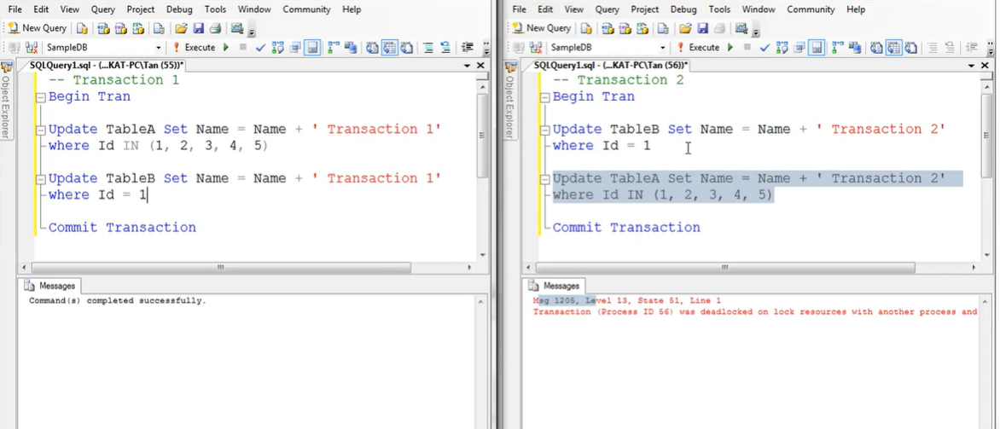 File Edit View Query Project Debug Tools Window Community Help
New Query
SampleDB Execute
SQLQuery1.sql - (...KAT-PC\Tan (55))*
Object Explorer
-- Transaction 1
Begin Tran
Update TableA Set Name = Name + ' Transaction 1'
where Id IN (1, 2, 3, 4, 5)
Update TableB Set Name = Name + ' Transaction 1'
where Id = 1
Commit Transaction
Messages
Command(s) completed successfully.
File Edit View Query Project Debug Tools Window Community Help
New Query
SampleDB Execute
SQLQuery1.sql - (...KAT-PC\Tan (56))*
Object Explorer
-- Transaction 2
Begin Tran
Update TableB Set Name = Name + ' Transaction 2'
where Id = 1
Update TableA Set Name = Name + ' Transaction 2'
where Id IN (1, 2, 3, 4, 5)
Commit Transaction
Messages
Msg 1205, Level 13, State 51, Line 1
Transaction (Process ID 56) was deadlocked on lock resources with another process and